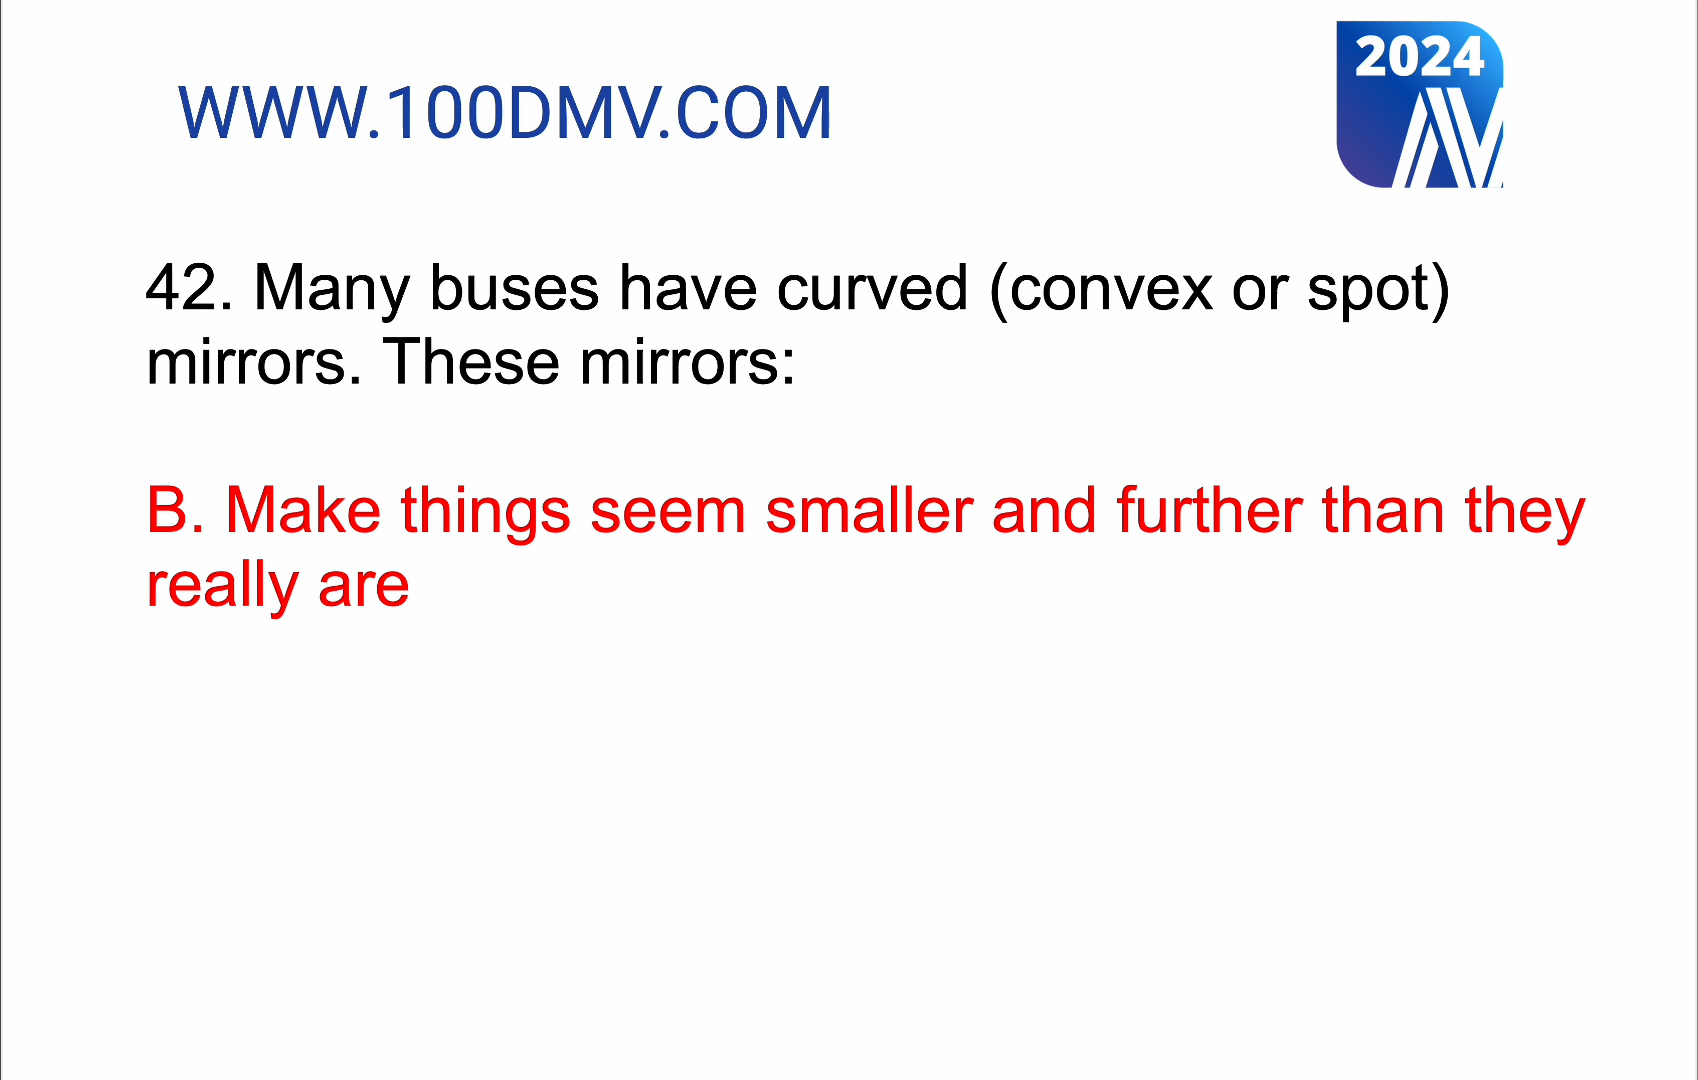 WWW.100DMV.COM
2024
42. Many buses have curved (convex or spot)
mirrors. These mirrors:
B. Make things seem smaller and further than they
really are